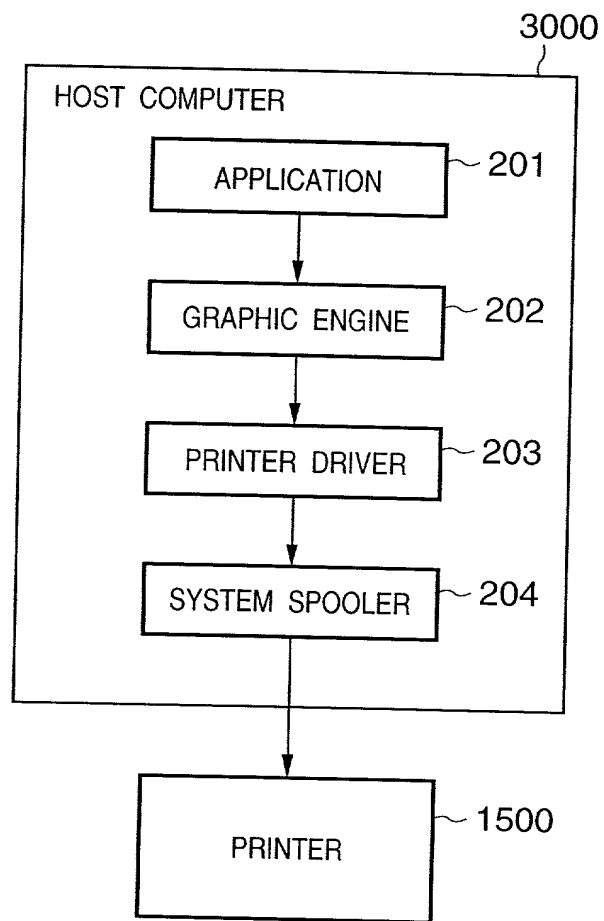 3000
HOST COMPUTER
APPLICATION
201
GRAPHIC ENGINE
202
PRINTER DRIVER
203
SYSTEM SPOOLER
204
PRINTER
1500